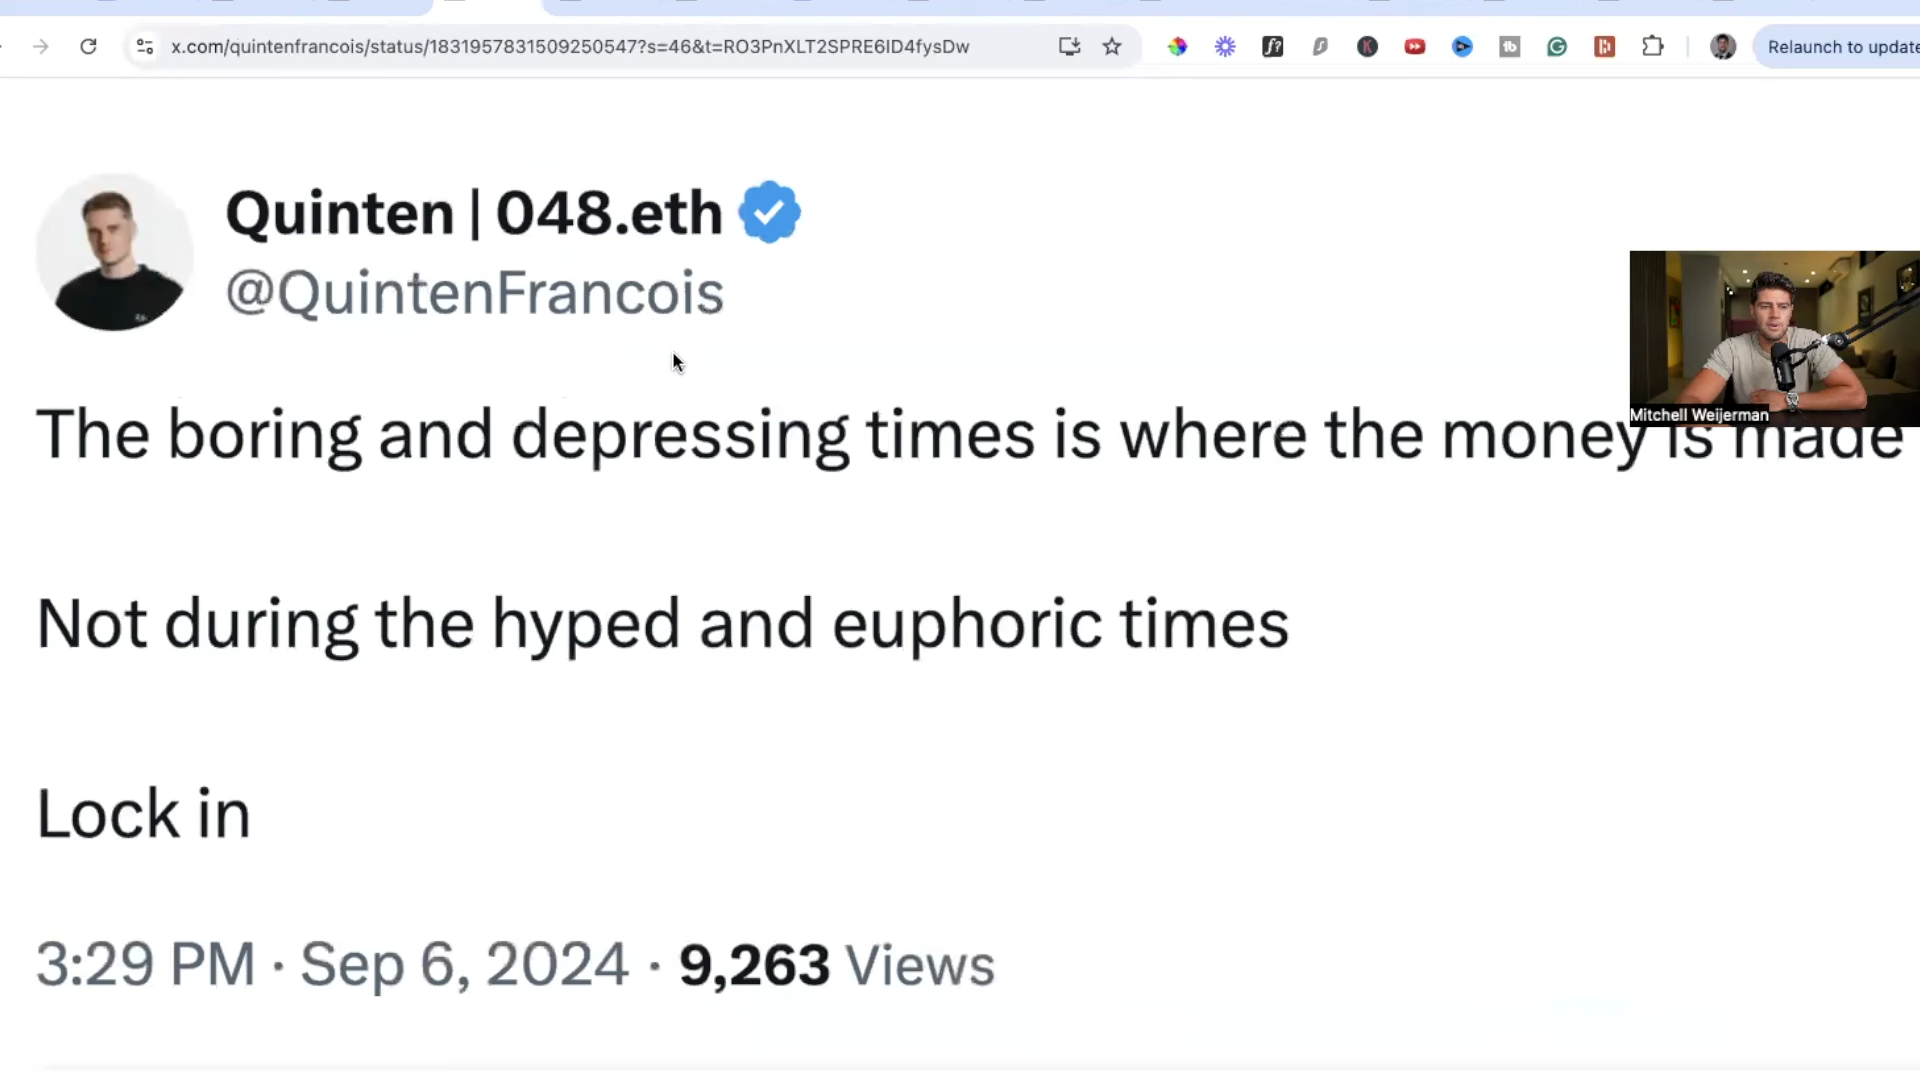 x.com/quintenfrancois/status/1831957831509250547?s=46&t=RO3PnXLT2SPRE6ID4fysDw
Relaunch to update
Quinten | 048.eth
@QuintenFrancois
Mitchell Weijerman
The boring and depressing times is where the money is made
Not during the hyped and euphoric times
Lock in
3:29 PM · Sep 6, 2024 · 9,263 Views